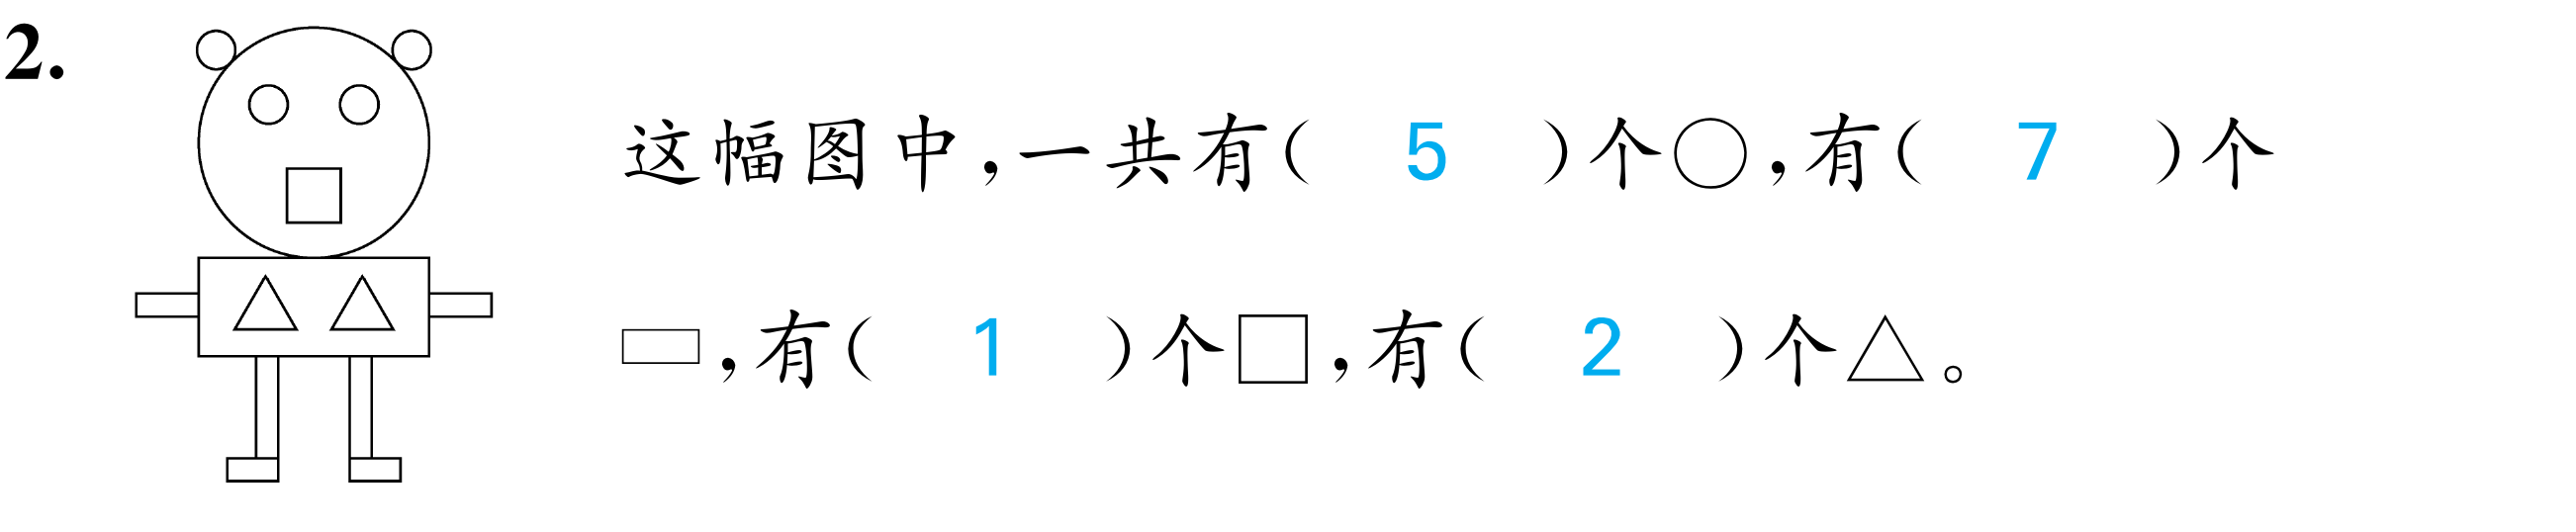 2.
这幅图中,一共有( 5 )个○,有( 7 )个
▭,有( 1 )个□,有( 2 )个△。